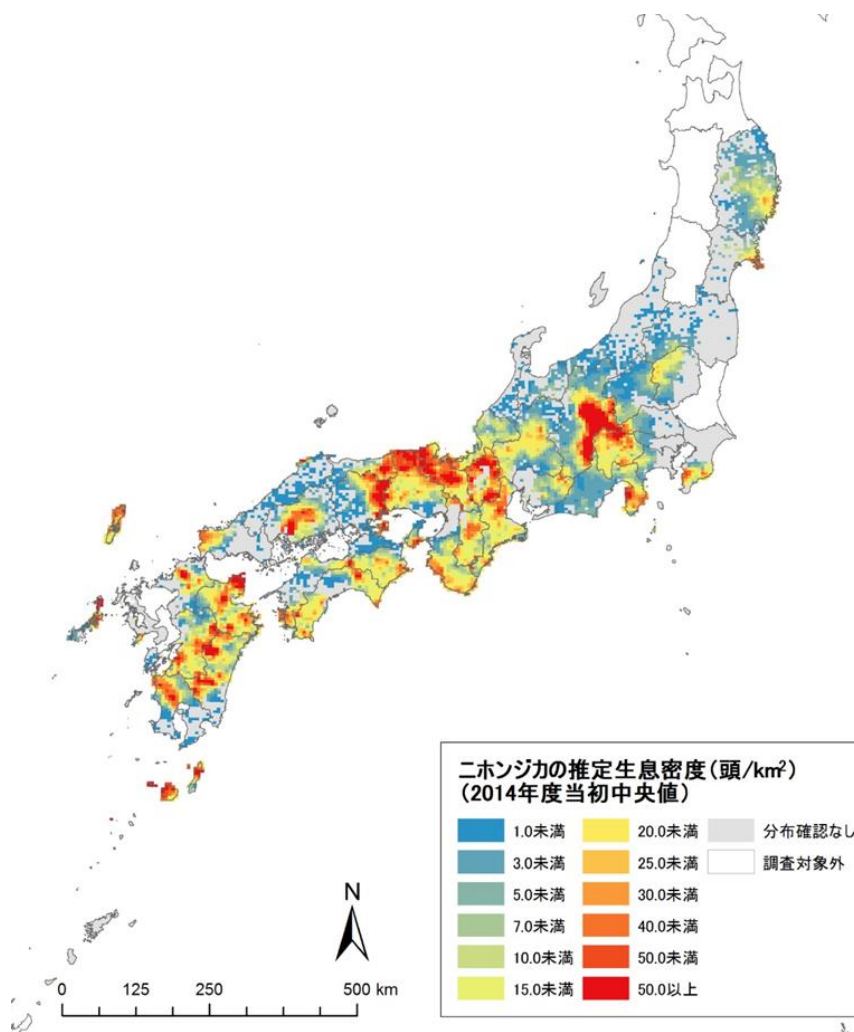 ニホンジカの推定生息密度（頭/km²）
（2014年度当初中央値）
1.0未満
20.0未満
分布確認なし
3.0未満
25.0未満
調査対象外
5.0未満
30.0未満
7.0未満
40.0未満
10.0未満
50.0未満
15.0未満
50.0以上
N
0 125 250 500 km